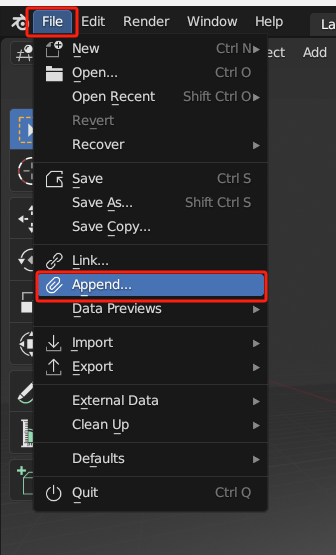 File Edit Render Window Help La
ect Add
New Ctrl N
Open... Ctrl O
Open Recent Shift Ctrl O
Revert
Recover
Save Ctrl S
Save As... Shift Ctrl S
Save Copy...
Link...
Append...
Data Previews
Import
Export
External Data
Clean Up
Defaults
Quit Ctrl Q